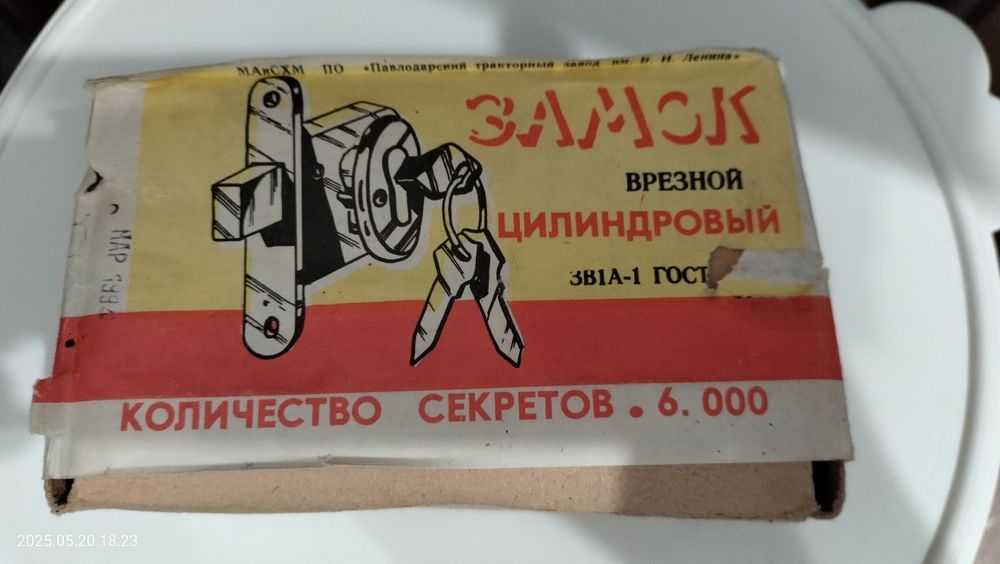 МАиСХМ ПО «Павлодарский тракторный завод им. В. И. Ленина»
ЗАМОК
ВРЕЗНОЙ
ЦИЛИНДРОВЫЙ
ЗВ1А-1 ГОСТ
МАР 1994
КОЛИЧЕСТВО СЕКРЕТОВ . 6. 000
2025.05.20 18:23